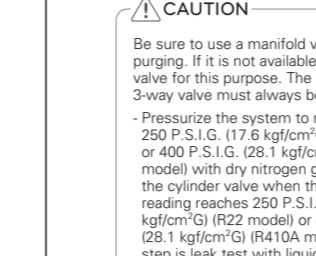 CAUTION
Be sure to use a manifold
purging. If it is not available
valve for this purpose. The
3-way valve must always
- Pressurize the system to
250 P.S.I.G. (17.6 kgf/cm²
or 400 P.S.I.G. (28.1
model) with dry nitrogen
the cylinder valve when
reading reaches 250
kgf/cm²G) (R22 model) or
(28.1 kgf/cm²G) (R410A
step is leak test with